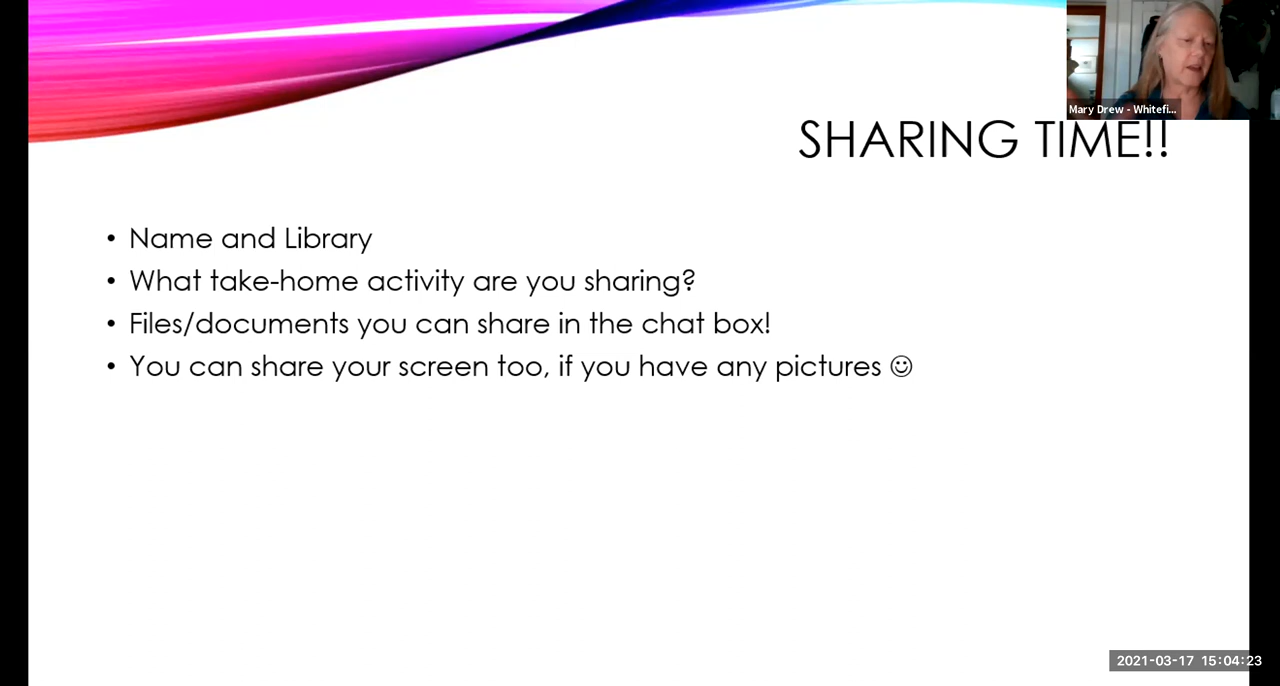 Mary Drew - Whitefi...
SHARING TIME!!
• Name and Library
• What take-home activity are you sharing?
• Files/documents you can share in the chat box!
• You can share your screen too, if you have any pictures ☺
2021-03-17 15:04:23